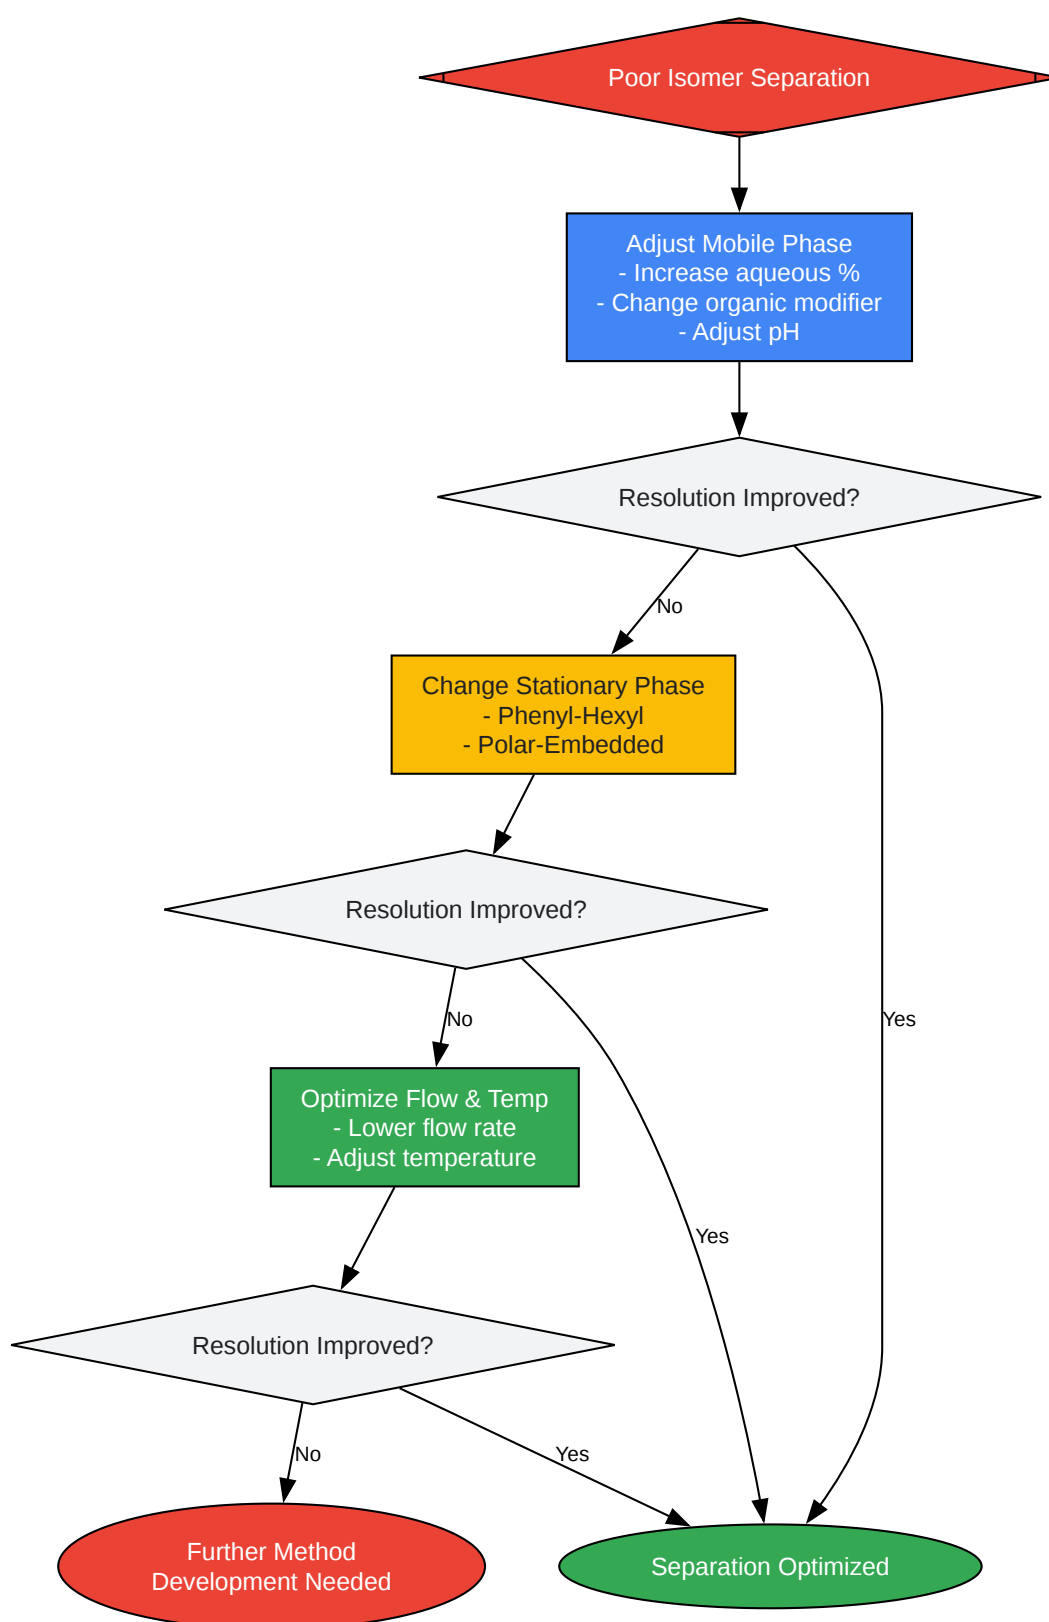 Poor Isomer Separation
Adjust Mobile Phase
- Increase aqueous %
- Change organic modifier
- Adjust pH
Resolution Improved?
No
Change Stationary Phase
- Phenyl-Hexyl
- Polar-Embedded
Resolution Improved?
No
Yes
Optimize Flow & Temp
- Lower flow rate
- Adjust temperature
Yes
Resolution Improved?
No
Yes
Further Method
Development Needed
Separation Optimized